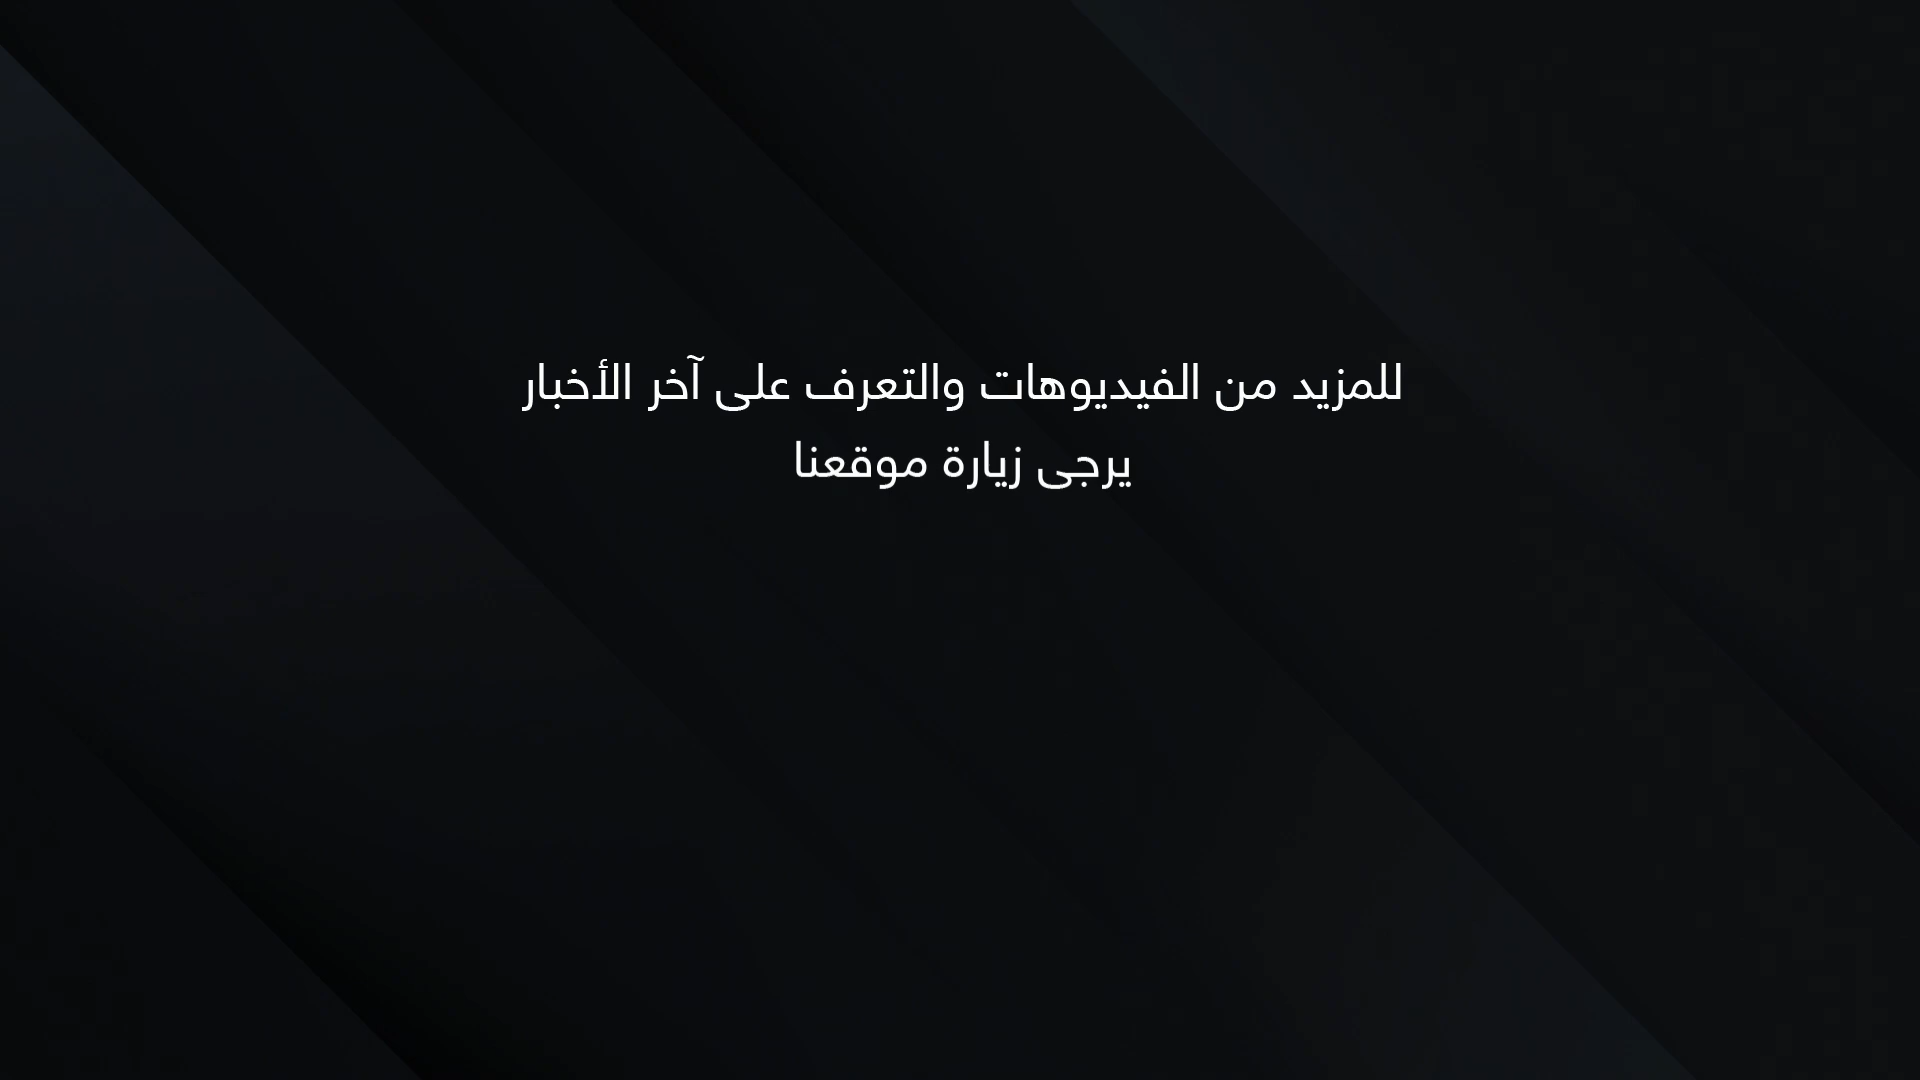 للمزيد من الفيديوهات والتعرف على آخر الأخبار
يرجى زيارة موقعنا